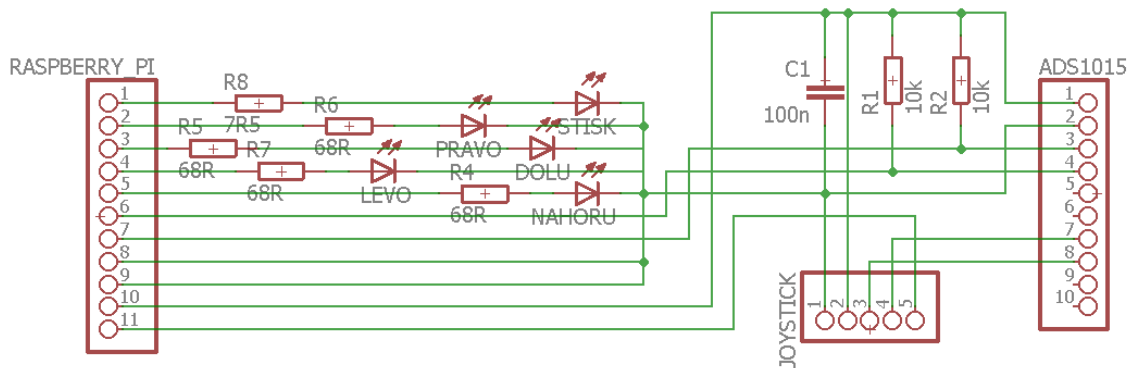 RASPBERRY_PI
1
2
3
4
5
6
7
8
9
10
11
R8
7R5
R6
68R
R5
68R
R7
68R
R4
68R
STISK
PRAVO
DOLU
LEVO
NAHORU
C1
100n
R1
10k
R2
10k
JOYSTICK
1
2
3
4
5
ADS1015
1
2
3
4
5
6
7
8
9
10